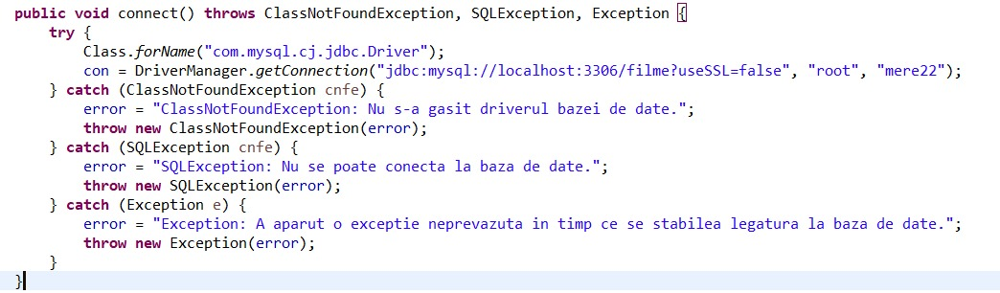 public void connect() throws ClassNotFoundException, SQLException, Exception {
    try {
        Class.forName("com.mysql.cj.jdbc.Driver");
        con = DriverManager.getConnection("jdbc:mysql://localhost:3306/filme?useSSL=false", "root", "mere22");
    } catch (ClassNotFoundException cnfe) {
        error = "ClassNotFoundException: Nu s-a gasit driverul bazei de date.";
        throw new ClassNotFoundException(error);
    } catch (SQLException cnfe) {
        error = "SQLException: Nu se poate conecta la baza de date.";
        throw new SQLException(error);
    } catch (Exception e) {
        error = "Exception: A aparut o exceptie neprevazuta in timp ce se stabilea legatura la baza de date.";
        throw new Exception(error);
    }
}